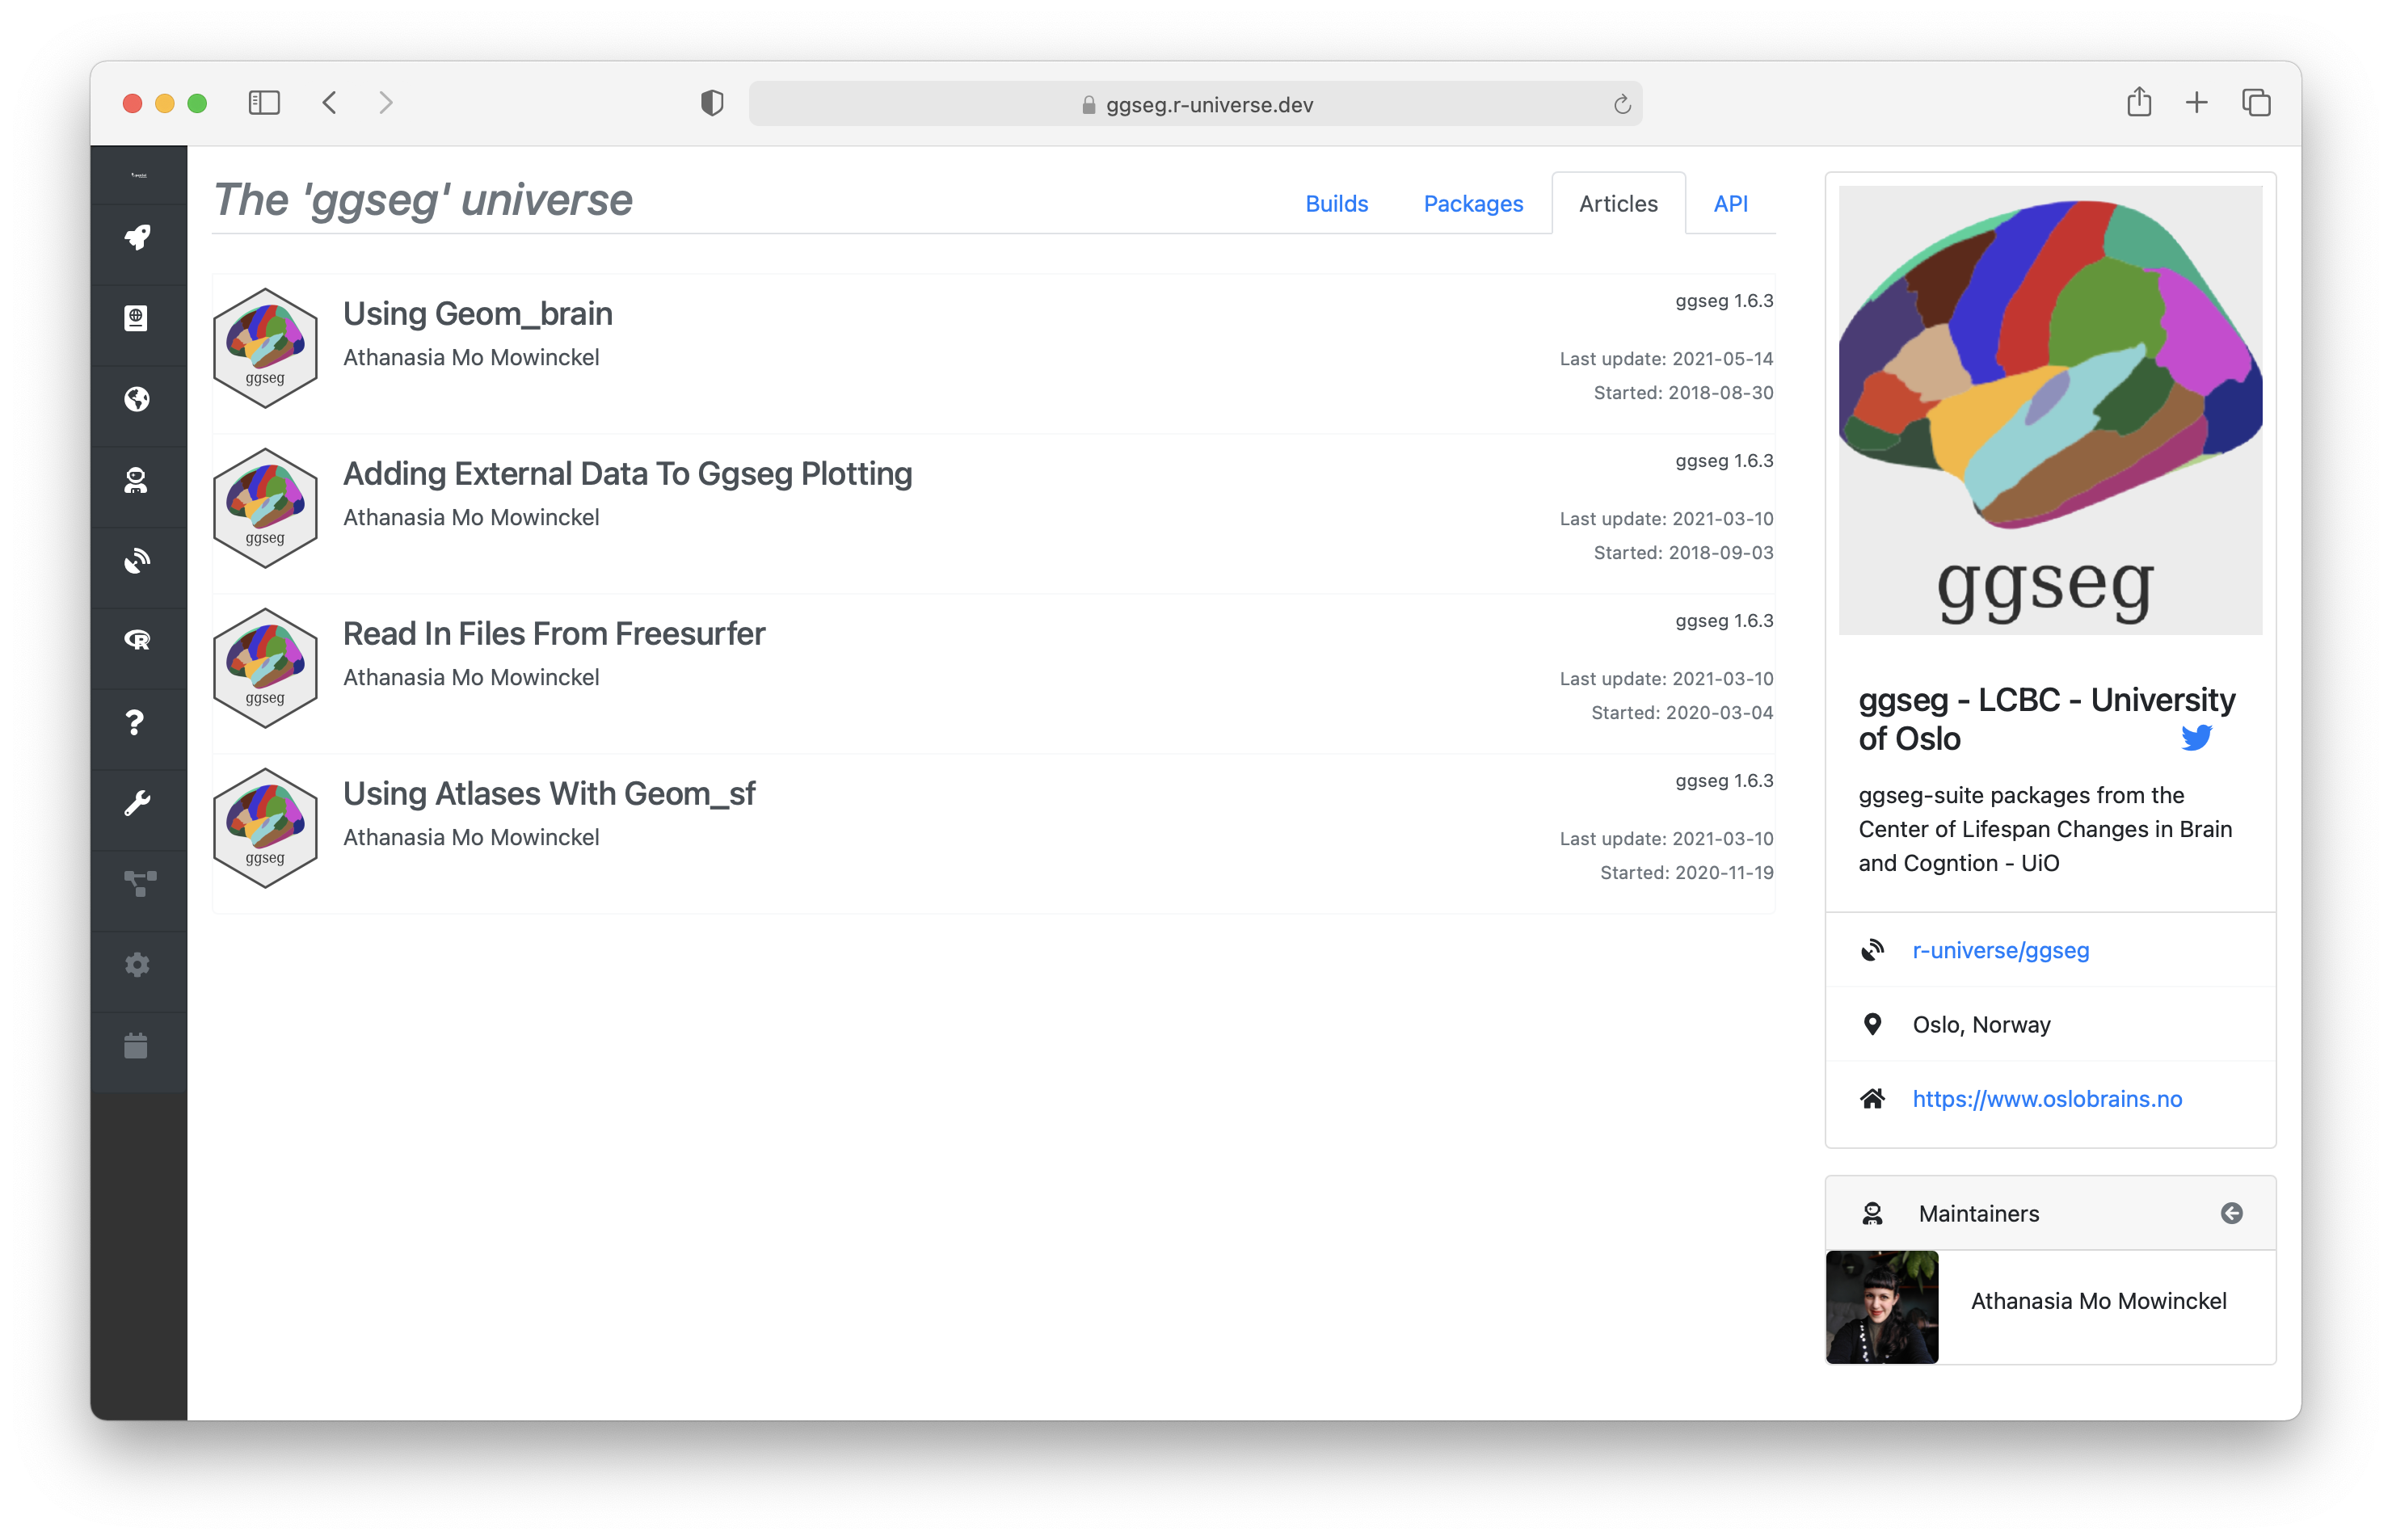 ggseg.r-universe.dev
The 'ggseg' universe
Builds
Packages
Articles
API
Using Geom_brain
Athanasia Mo Mowinckel
ggseg 1.6.3
Last update: 2021-05-14
Started: 2018-08-30
ggseg
Adding External Data To Ggseg Plotting
Athanasia Mo Mowinckel
ggseg 1.6.3
Last update: 2021-03-10
Started: 2018-09-03
ggseg
Read In Files From Freesurfer
Athanasia Mo Mowinckel
ggseg 1.6.3
Last update: 2021-03-10
Started: 2020-03-04
ggseg
Using Atlases With Geom_sf
Athanasia Mo Mowinckel
ggseg 1.6.3
Last update: 2021-03-10
Started: 2020-11-19
ggseg
ggseg
ggseg - LCBC - University
of Oslo
ggseg-suite packages from the
Center of Lifespan Changes in Brain
and Cogntion - UiO
r-universe/ggseg
Oslo, Norway
https://www.oslobrains.no
Maintainers
Athanasia Mo Mowinckel